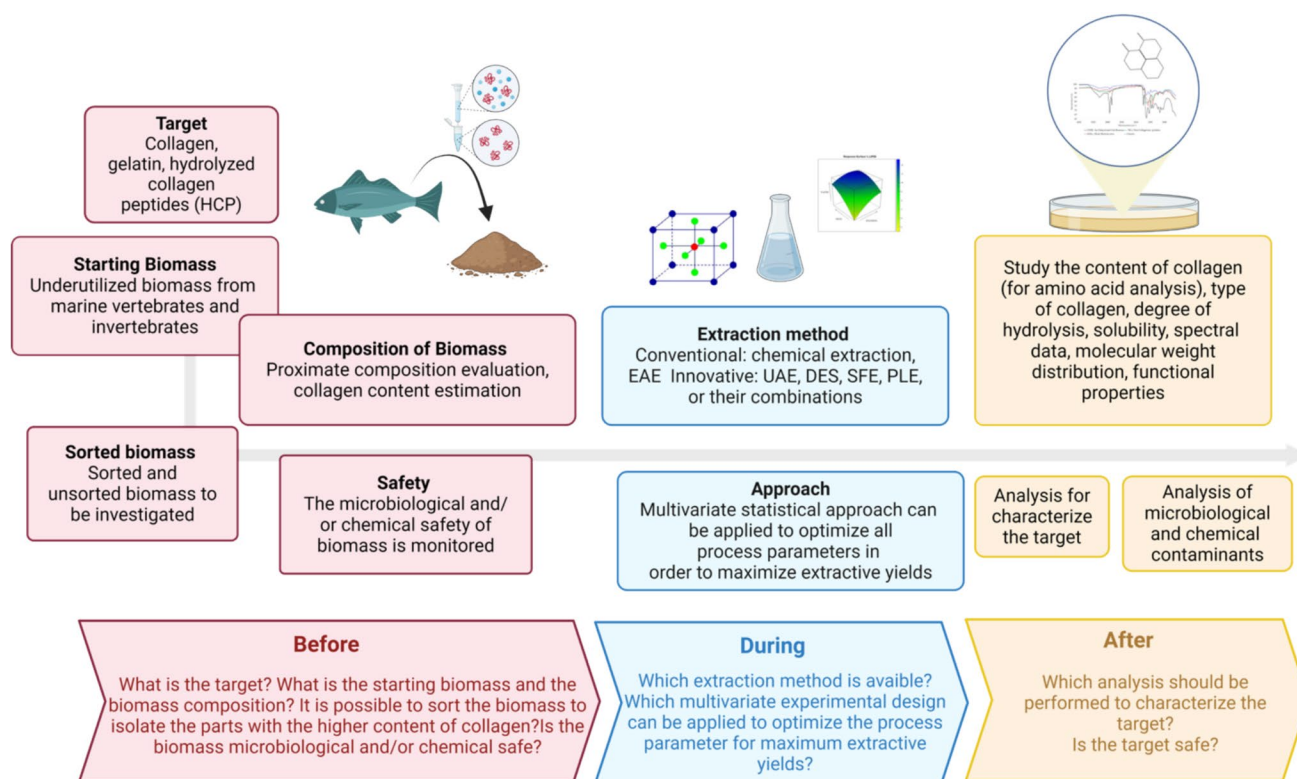 Target
Collagen,
gelatin, hydrolyzed
collagen
peptides (HCP)
Starting Biomass
Underutilized biomass from
marine vertebrates and
invertebrates
Composition of Biomass
Proximate composition evaluation,
collagen content estimation
Sorted biomass
Sorted and
unsorted biomass to
be investigated
Safety
The microbiological and/
or chemical safety of
biomass is monitored
Extraction method
Conventional: chemical extraction,
EAE Innovative: UAE, DES, SFE, PLE,
or their combinations
Approach
Multivariate statistical approach can
be applied to optimize all
process parameters in
order to maximize extractive yields
Study the content of collagen
(for amino acid analysis), type
of collagen, degree of
hydrolysis, solubility, spectral
data, molecular weight
distribution, functional
properties
Analysis for
characterize
the target
Analysis of
microbiological
and chemical
contaminants
Before
What is the target? What is the starting biomass and the
biomass composition? It is possible to sort the biomass to
isolate the parts with the higher content of collagen?Is the
biomass microbiological and/or chemical safe?
During
Which extraction method is avaible?
Which multivariate experimental design
can be applied to optimize the process
parameter for maximum extractive
yields?
After
Which analysis should be
performed to characterize the
target?
Is the target safe?